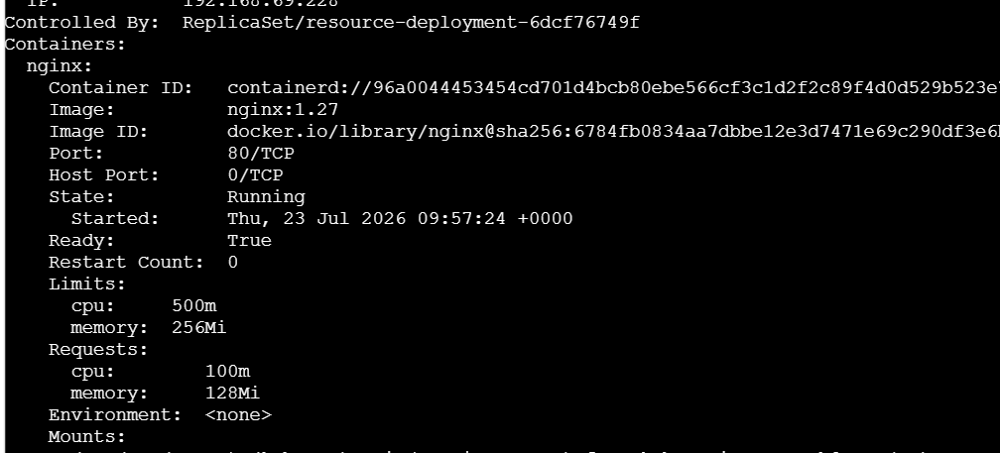 IP: 192.168.69.228
Controlled By:  ReplicaSet/resource-deployment-6dcf76749f
Containers:
  nginx:
    Container ID:   containerd://96a0044453454cd701d4bcb80ebe566cf3c1d2f2c89f4d0d529b523e
    Image:          nginx:1.27
    Image ID:       docker.io/library/nginx@sha256:6784fb0834aa7dbbe12e3d7471e69c290df3e6
    Port:           80/TCP
    Host Port:      0/TCP
    State:          Running
      Started:      Thu, 23 Jul 2026 09:57:24 +0000
    Ready:          True
    Restart Count:  0
    Limits:
      cpu:     500m
      memory:  256Mi
    Requests:
      cpu:        100m
      memory:     128Mi
    Environment:  <none>
    Mounts: